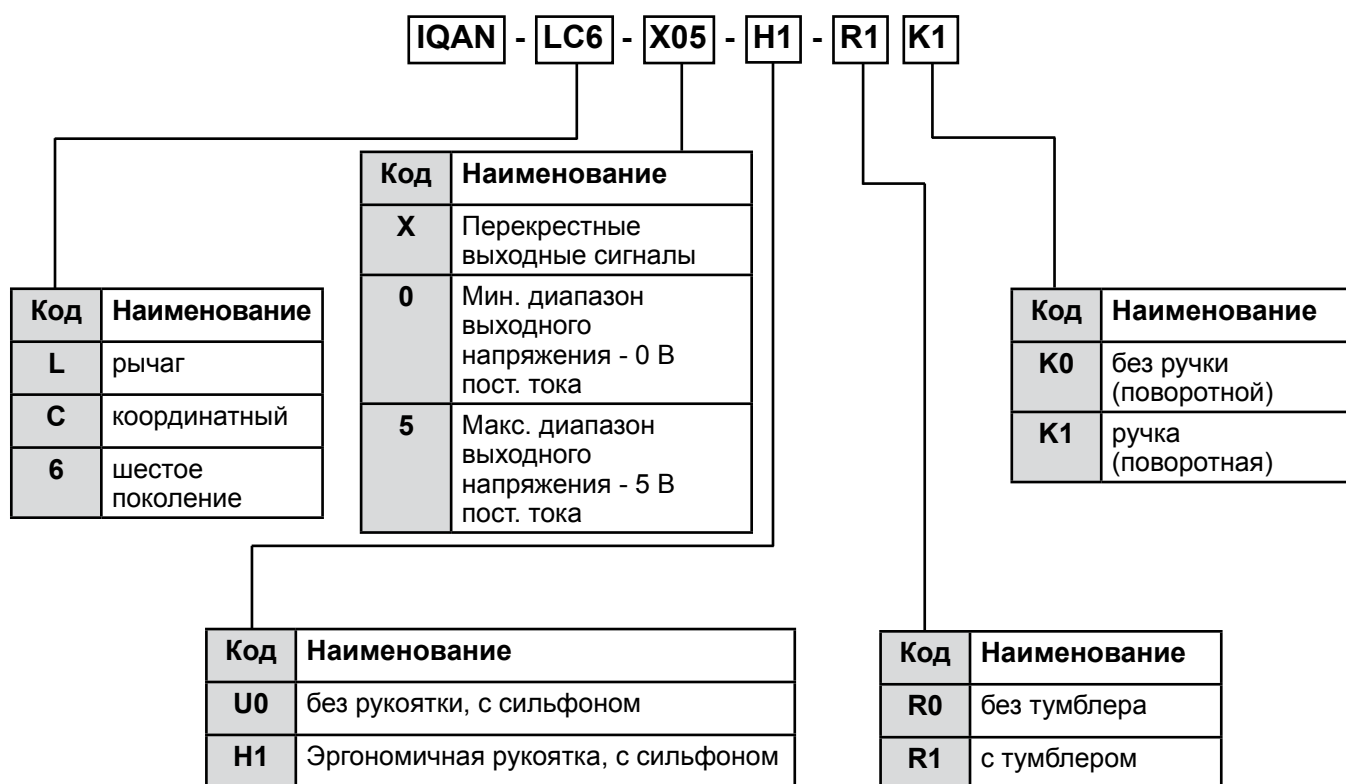 IQAN - LC6 - X05 - H1 - R1 K1
Код Наименование
L рычаг
C координатный
6 шестое
поколение
Код Наименование
X Перекрестные
выходные сигналы
0 Мин. диапазон
выходного
напряжения - 0 В
пост. тока
5 Макс. диапазон
выходного
напряжения - 5 В
пост. тока
Код Наименование
K0 без ручки
(поворотной)
K1 ручка
(поворотная)
Код Наименование
U0 без рукоятки, с сильфоном
H1 Эргономичная рукоятка, с сильфоном
Код Наименование
R0 без тумблера
R1 с тумблером